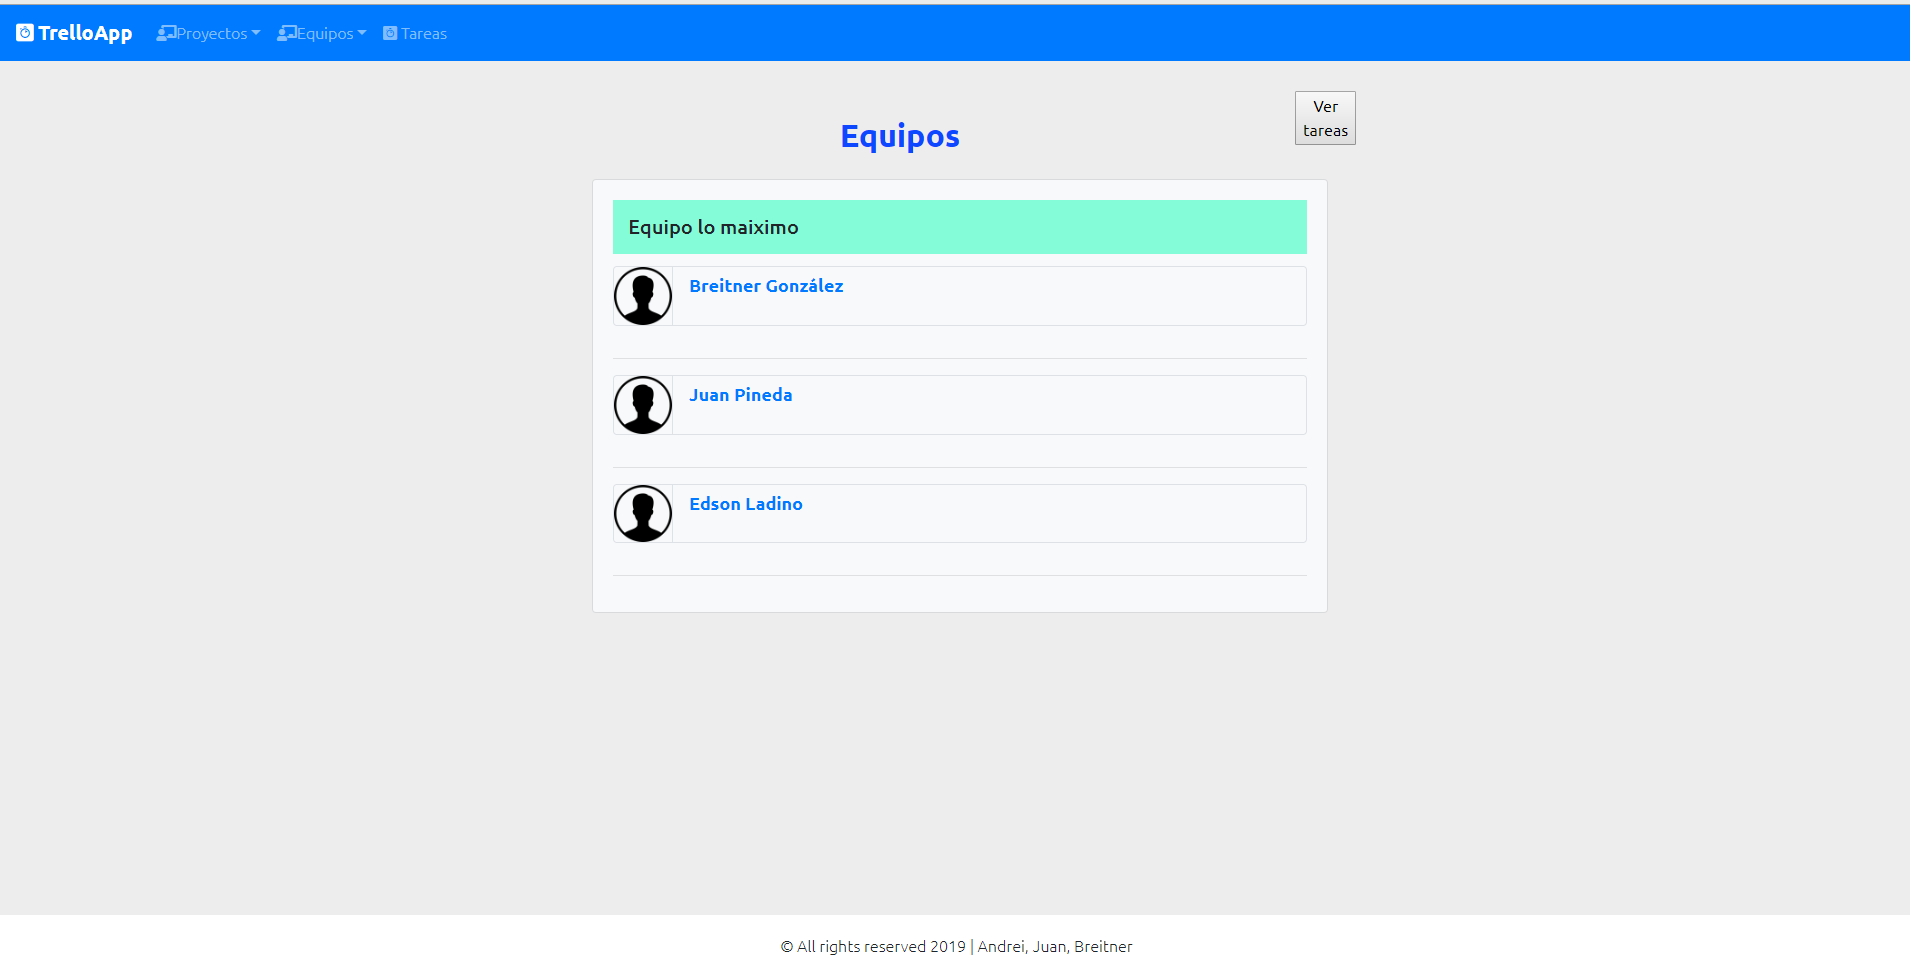 TrelloApp Proyectos Equipos Tareas
Ver
tareas
Equipos
Equipo lo maiximo
Breitner González
Juan Pineda
Edson Ladino
© All rights reserved 2019 | Andrei, Juan, Breitner